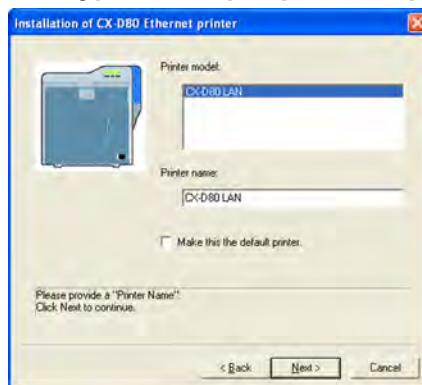 Installation of CX-D80 Ethernet printer
Printer model:
CX-D80 LAN
Printer name:
CX-D80 LAN
Make this the default printer.
Please provide a "Printer Name".
Click Next to continue.
< Back
Next >
Cancel